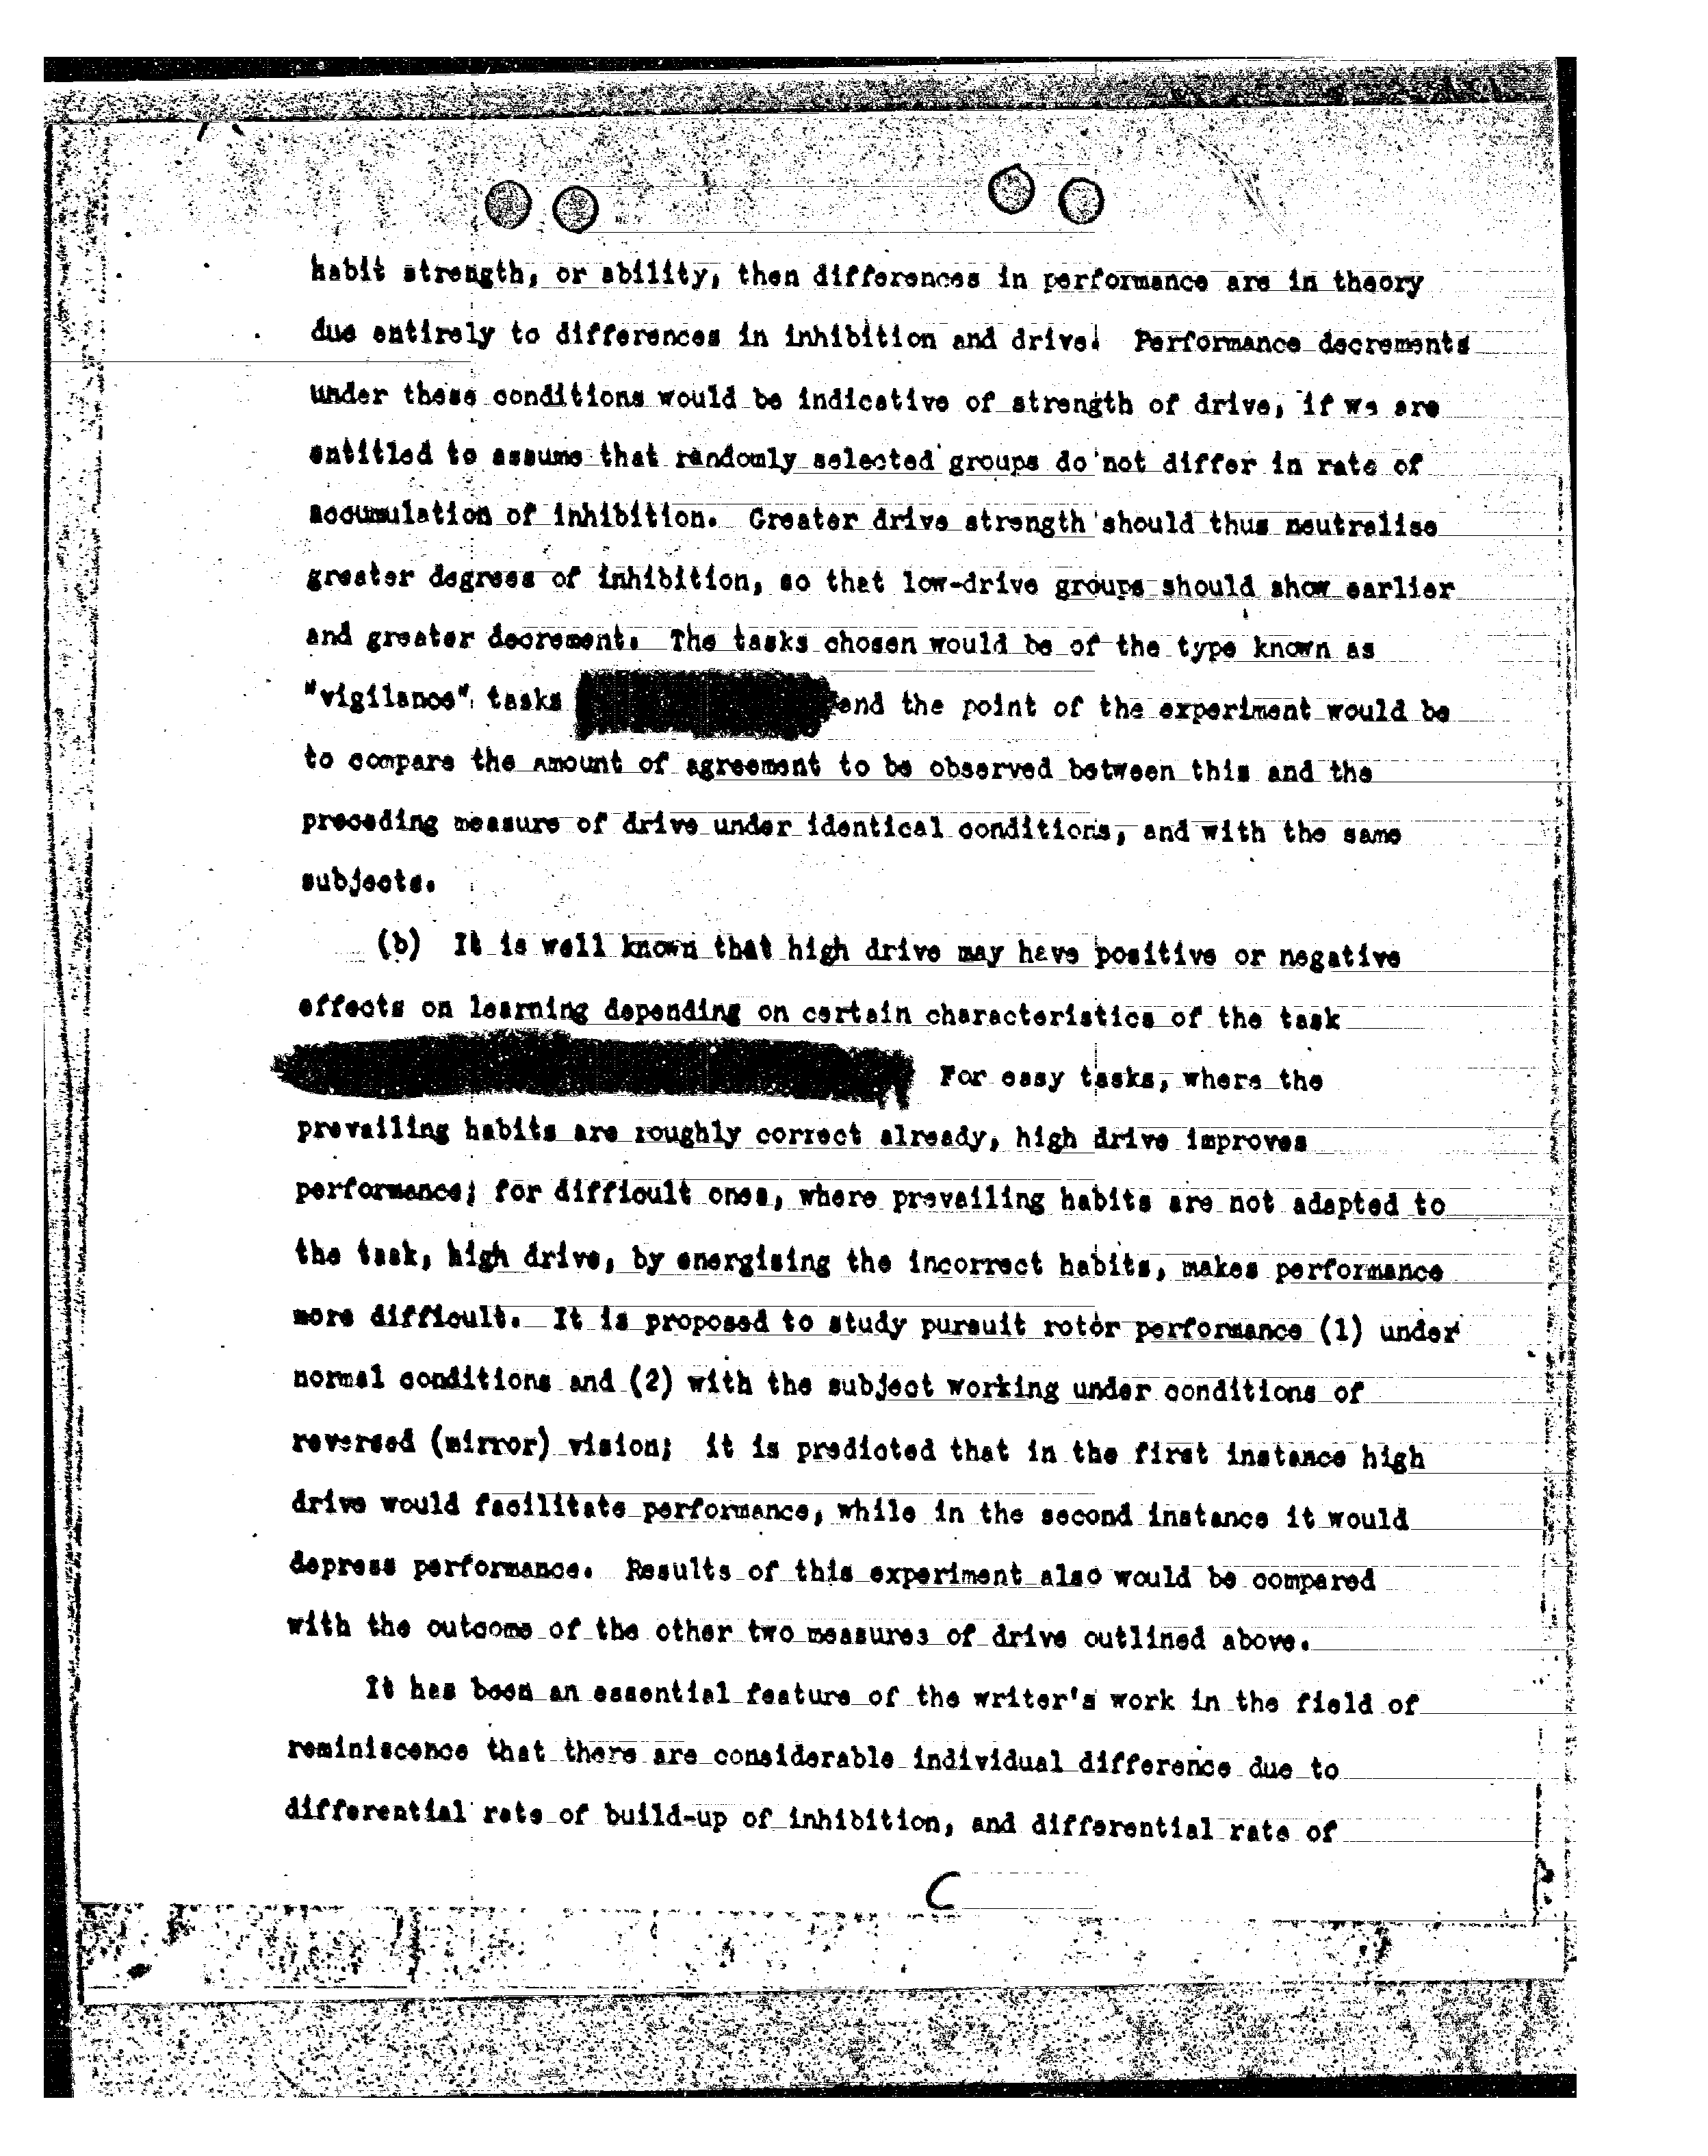 habit strength, or ability, then differences in performance are in theory
due entirely to differences in inhibition and drive. Performance decrements
under these conditions would be indicative of strength of drive, if we are
entitled to assume that randomly selected groups do not differ in rate of
accumulation of inhibition. Greater drive strength should thus neutralise
greater degrees of inhibition, so that low-drive groups should show earlier
and greater decrement. The tasks chosen would be of the type known as
"vigilance" tasks and the point of the experiment would be
to compare the amount of agreement to be observed between this and the
preceding measure of drive under identical conditions, and with the same
subjects.
(b) It is well known that high drive may have positive or negative
effects on learning depending on certain characteristics of the task
For easy tasks, where the
prevailing habits are roughly correct already, high drive improves
performance; for difficult ones, where prevailing habits are not adapted to
the task, high drive, by energising the incorrect habits, makes performance
more difficult. It is proposed to study pursuit rotor performance (1) under
normal conditions and (2) with the subject working under conditions of
reversed (mirror) vision; it is predicted that in the first instance high
drive would facilitate performance, while in the second instance it would
depress performance. Results of this experiment also would be compared
with the outcome of the other two measures of drive outlined above.
It has been an essential feature of the writer's work in the field of
reminiscence that there are considerable individual difference due to
differential rate of build-up of inhibition, and differential rate of
C